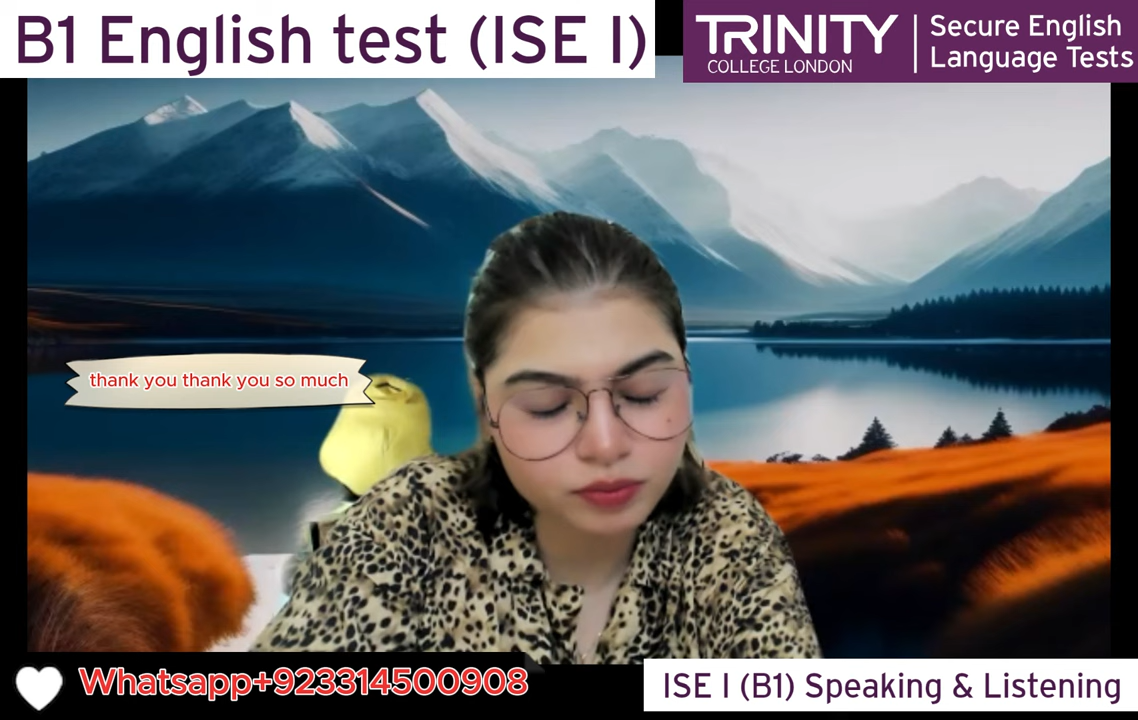 B1 English test (ISE I)
TRINITY
COLLEGE LONDON
Secure English
Language Tests
thank you thank you so much
Whatsapp+923314500908
ISE I (B1) Speaking & Listening